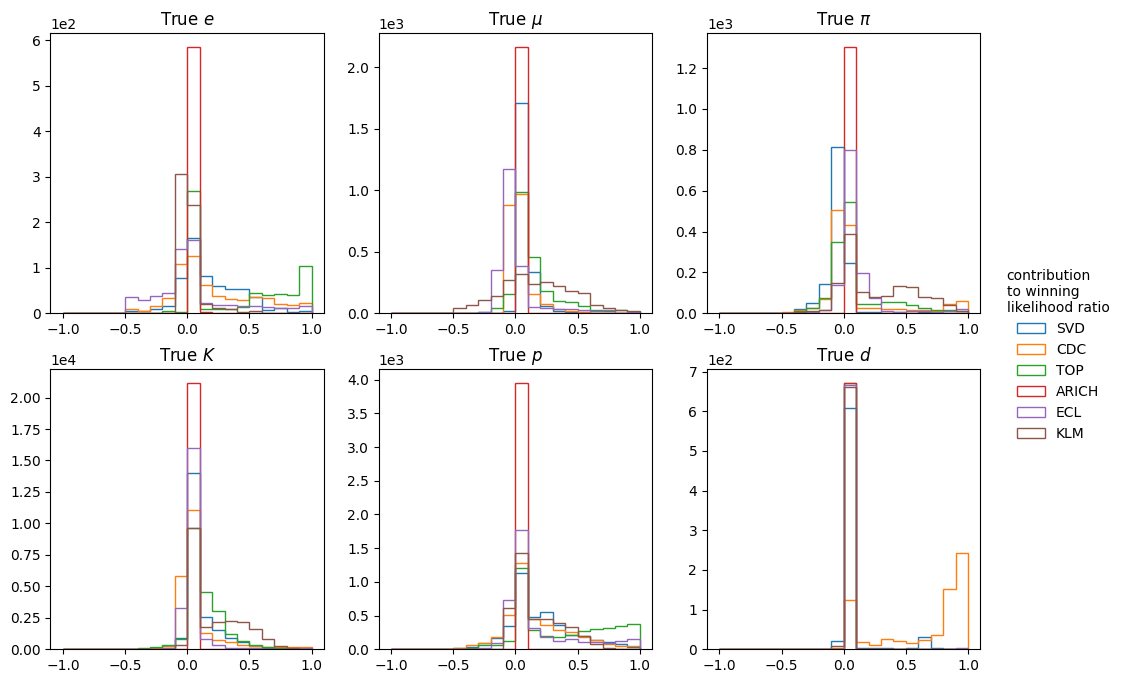 True e
1e2
6
5
4
3
2
1
0
−1.0 −0.5 0.0 0.5 1.0
True μ
1e3
2.0
1.5
1.0
0.5
0.0
−1.0 −0.5 0.0 0.5 1.0
True π
1e3
1.2
1.0
0.8
0.6
0.4
0.2
0.0
−1.0 −0.5 0.0 0.5 1.0
contribution
to winning
likelihood ratio
SVD
CDC
TOP
ARICH
ECL
KLM
True K
1e4
2.00
1.75
1.50
1.25
1.00
0.75
0.50
0.25
0.00
−1.0 −0.5 0.0 0.5 1.0
True p
1e3
4.0
3.5
3.0
2.5
2.0
1.5
1.0
0.5
0.0
−1.0 −0.5 0.0 0.5 1.0
True d
1e2
7
6
5
4
3
2
1
0
−1.0 −0.5 0.0 0.5 1.0